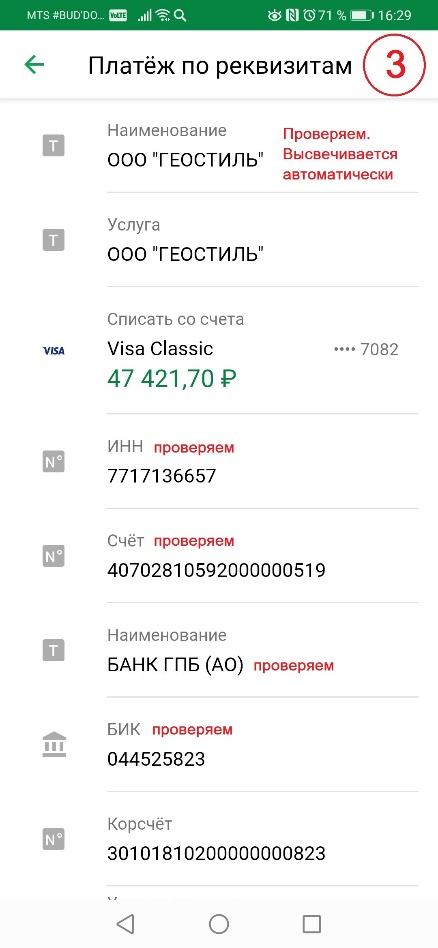 MTS #BUD'DO... VoLTE 71 % 16:29
Платёж по реквизитам 3
Наименование
ООО "ГЕОСТИЛЬ"
Проверяем.
Высвечивается
автоматически
T
Услуга
ООО "ГЕОСТИЛЬ"
T
Списать со счета
VISA Visa Classic •••• 7082
47 421,70 ₽
ИНН проверяем
N°
7717136657
Счёт проверяем
N°
40702810592000000519
Наименование
T
БАНК ГПБ (АО) проверяем
БИК проверяем
044525823
Корсчёт
N°
30101810200000000823